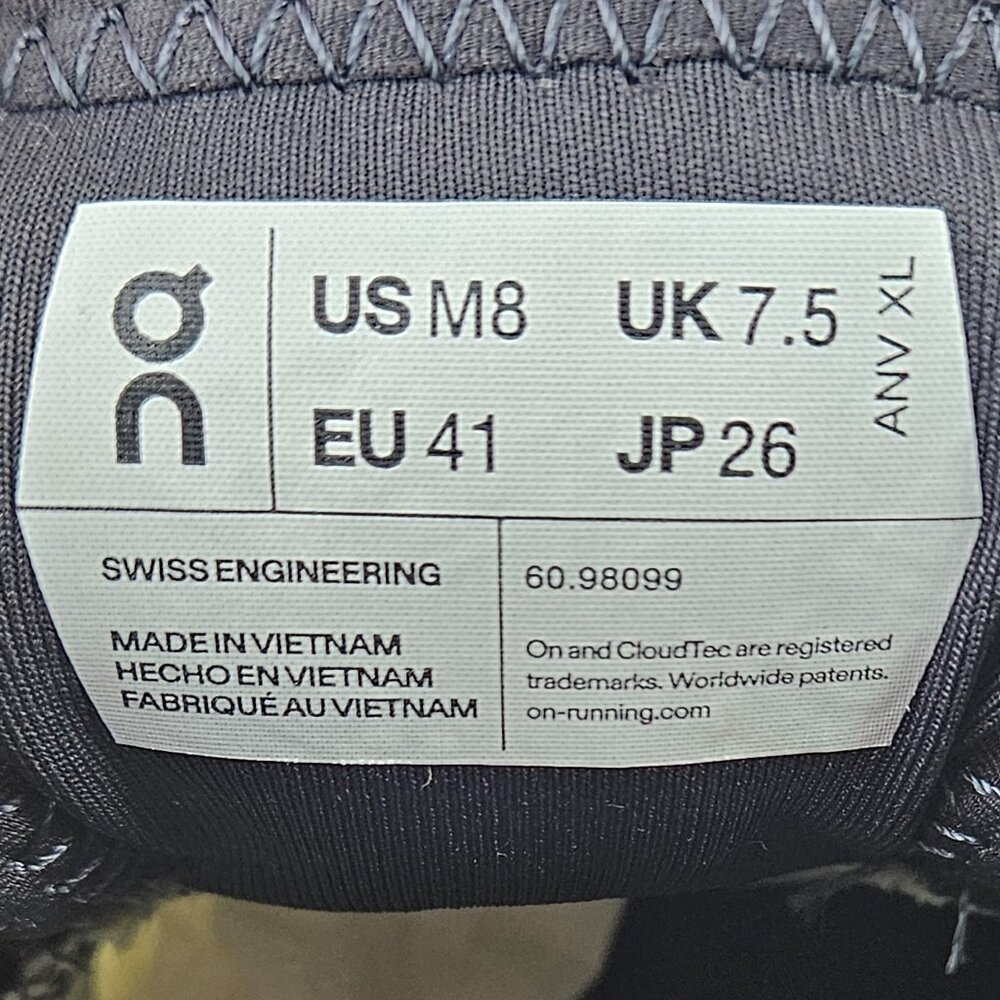 On
US M8 UK 7.5
EU 41 JP 26
ANV XL
SWISS ENGINEERING
MADE IN VIETNAM
HECHO EN VIETNAM
FABRIQUÉ AU VIETNAM
60.98099
On and CloudTec are registered
trademarks. Worldwide patents.
on-running.com